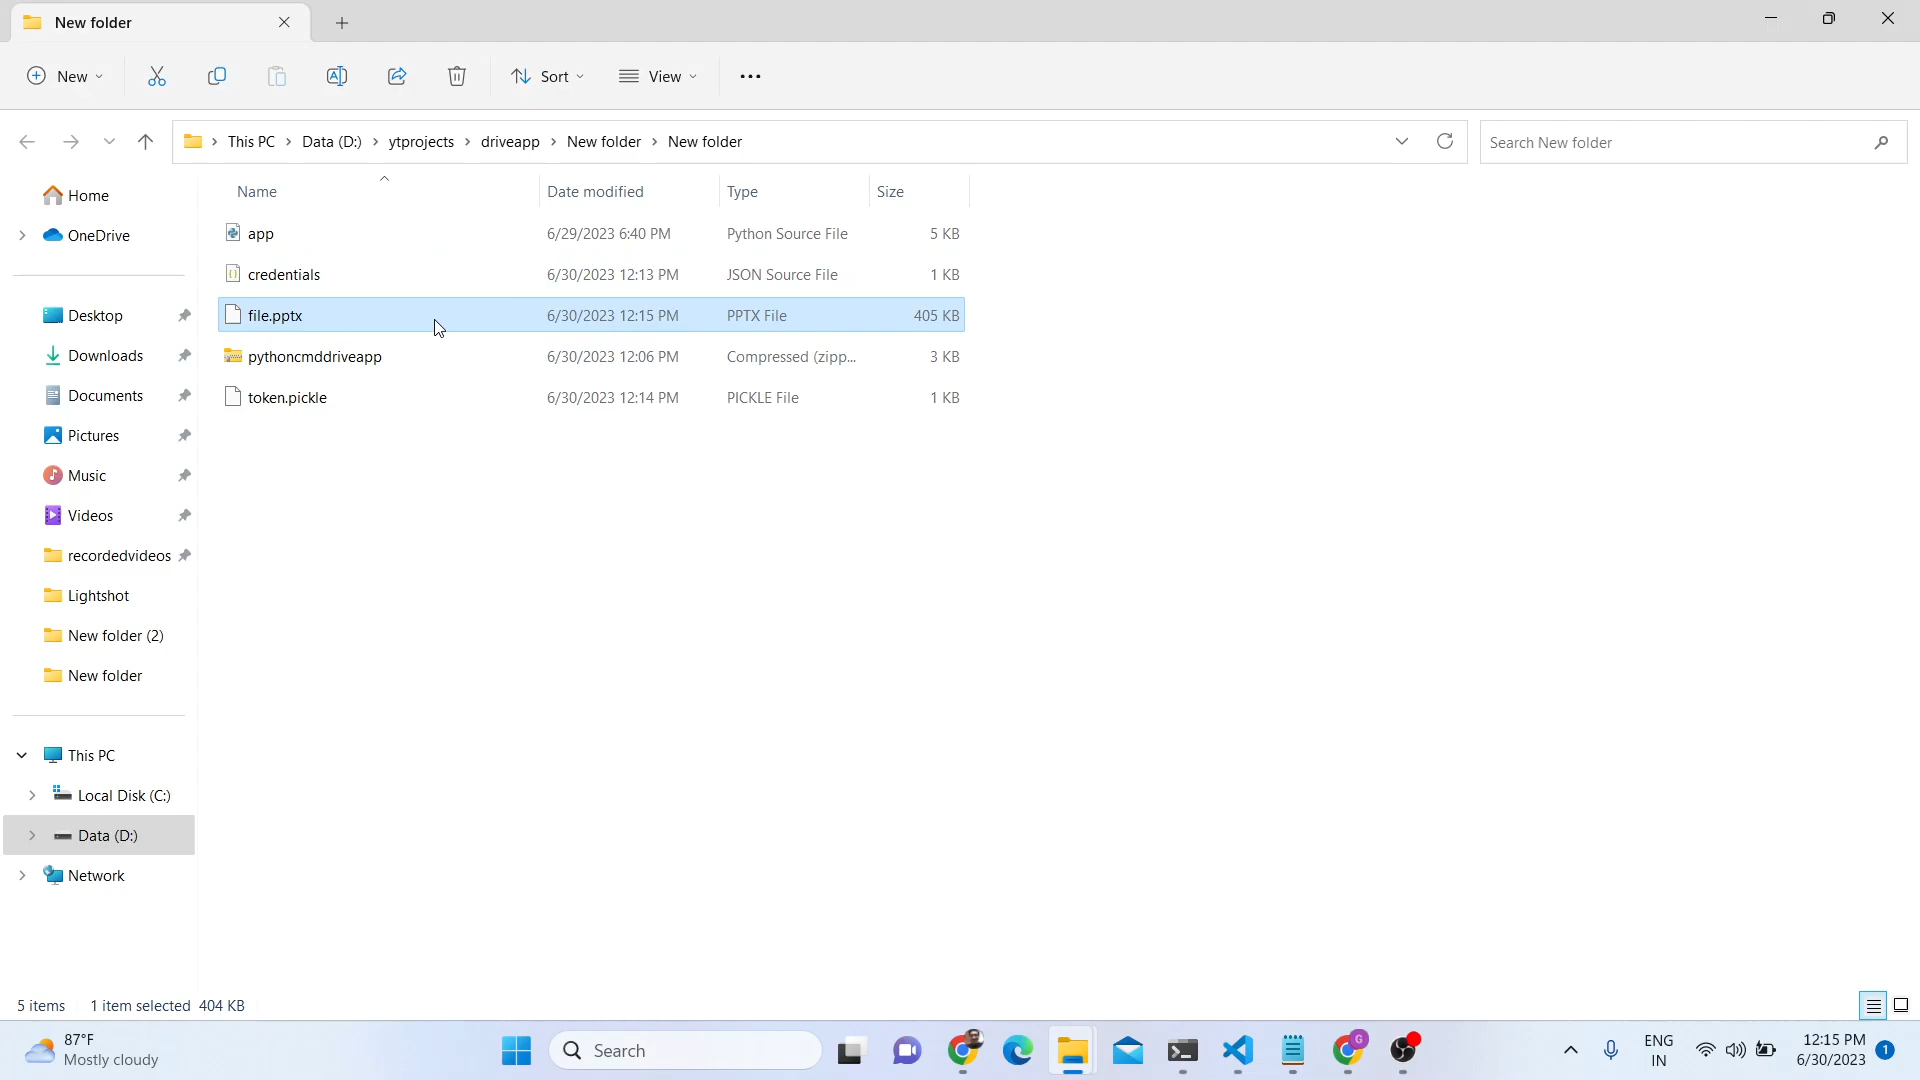 New folder
New
Sort
View
This PC
Data (D:)
ytprojects
driveapp
New folder
New folder
Search New folder
Name
Date modified
Type
Size
app
6/29/2023 6:40 PM
Python Source File
5 KB
credentials
6/30/2023 12:13 PM
JSON Source File
1 KB
file.pptx
6/30/2023 12:15 PM
PPTX File
405 KB
pythoncmddriveapp
6/30/2023 12:06 PM
Compressed (zipp...
3 KB
token.pickle
6/30/2023 12:14 PM
PICKLE File
1 KB
Home
OneDrive
Desktop
Downloads
Documents
Pictures
Music
Videos
recordedvideos
Lightshot
New folder (2)
New folder
This PC
Local Disk (C:)
Data (D:)
Network
5 items
1 item selected 404 KB
87°F
Mostly cloudy
Search
G
ENG
IN
12:15 PM
6/30/2023
1